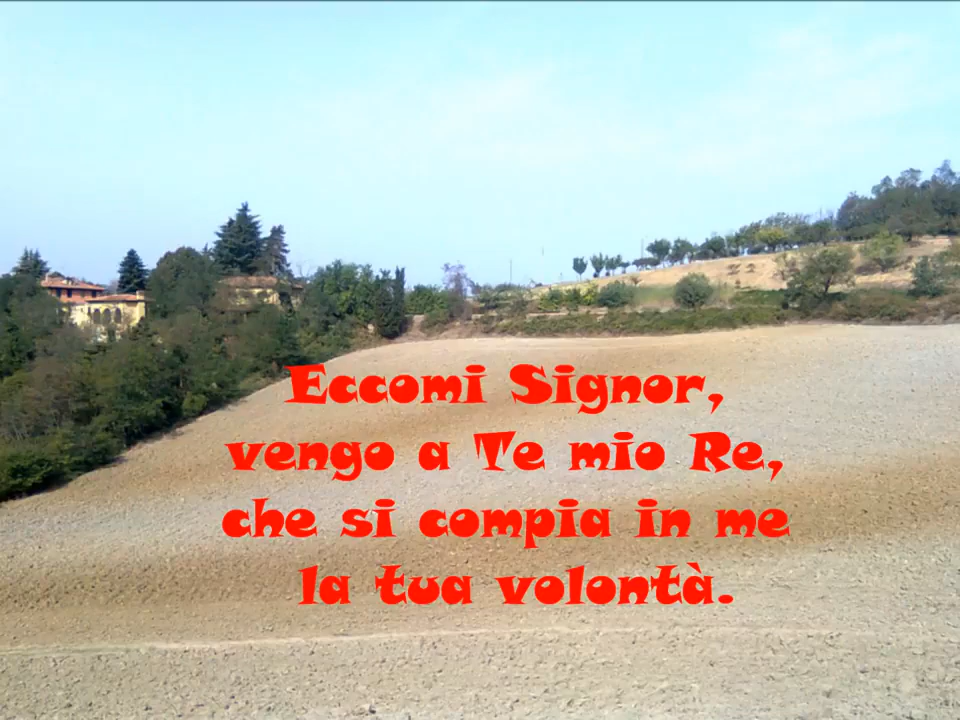 Eccomi Signor,
vengo a Te mio Re,
che si compia in me
la tua volontà.